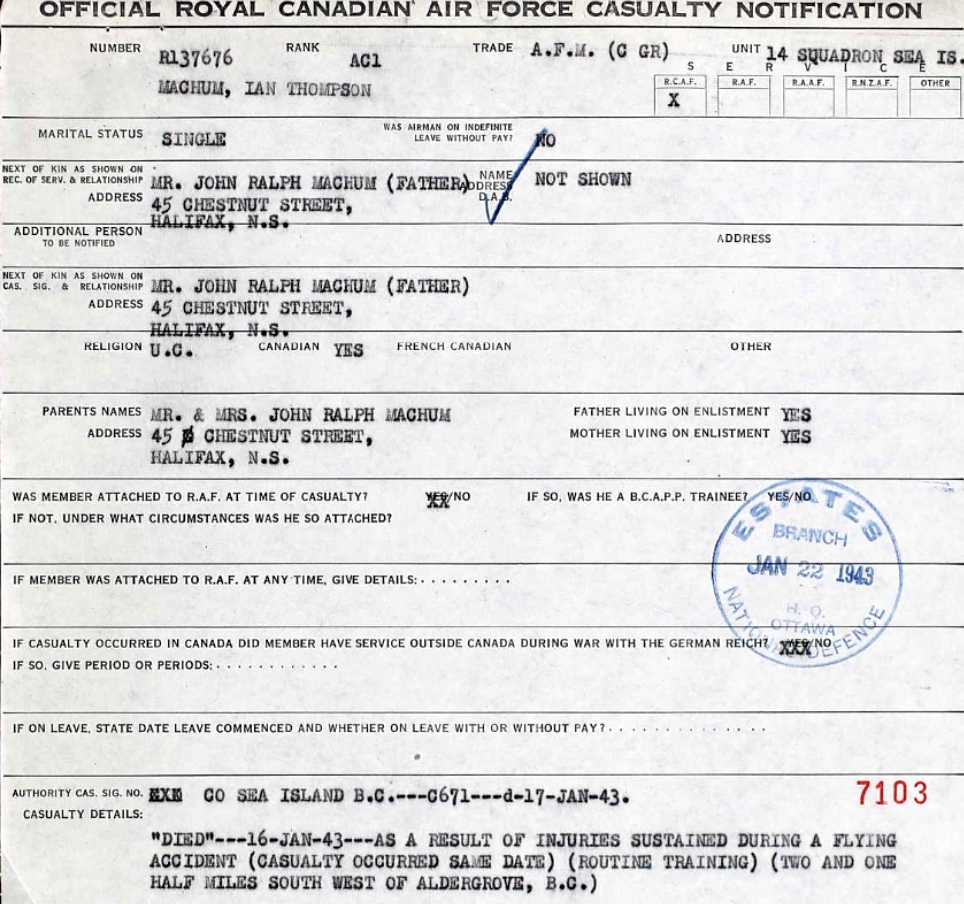 OFFICIAL ROYAL CANADIAN AIR FORCE CASUALTY NOTIFICATION
NUMBER R137676 RANK AC1 TRADE A.F.M. (C GR) UNIT 14 SQUADRON SEA IS.
S E R V I C E
MACHUM, IAN THOMPSON R.C.A.F. R.A.F. R.A.A.F. R.N.Z.A.F. OTHER
X
MARITAL STATUS SINGLE WAS AIRMAN ON INDEFINITE LEAVE WITHOUT PAY? NO
NEXT OF KIN AS SHOWN ON
REC. OF SERV. & RELATIONSHIP MR. JOHN RALPH MACHUM (FATHER) NAME NOT SHOWN
ADDRESS 45 CHESTNUT STREET, ADDRESS
HALIFAX, N.S. D.A.B.
ADDITIONAL PERSON
TO BE NOTIFIED ADDRESS
NEXT OF KIN AS SHOWN ON
CAS. SIG. & RELATIONSHIP MR. JOHN RALPH MACHUM (FATHER)
ADDRESS 45 CHESTNUT STREET,
HALIFAX, N.S.
RELIGION U.C. CANADIAN YES FRENCH CANADIAN OTHER
PARENTS NAMES MR. & MRS. JOHN RALPH MACHUM FATHER LIVING ON ENLISTMENT YES
ADDRESS 45 CHESTNUT STREET, MOTHER LIVING ON ENLISTMENT YES
HALIFAX, N.S.
WAS MEMBER ATTACHED TO R.A.F. AT TIME OF CASUALTY? YES/NO IF SO, WAS HE A B.C.A.P.P. TRAINEE? YES/NO
IF NOT, UNDER WHAT CIRCUMSTANCES WAS HE SO ATTACHED?
ESTATES
BRANCH
JAN 22 1943
H. Q.
OTTAWA
NATIONAL DEFENCE
IF MEMBER WAS ATTACHED TO R.A.F. AT ANY TIME, GIVE DETAILS: . . . . . . . . .
IF CASUALTY OCCURRED IN CANADA DID MEMBER HAVE SERVICE OUTSIDE CANADA DURING WAR WITH THE GERMAN REICH? YES/NO
IF SO, GIVE PERIOD OR PERIODS: . . . . . . . . . . . .
IF ON LEAVE, STATE DATE LEAVE COMMENCED AND WHETHER ON LEAVE WITH OR WITHOUT PAY? . . . . . . . . . . . . .
AUTHORITY CAS. SIG. NO. CO SEA ISLAND B.C.---C671---d-17-JAN-43. 7103
CASUALTY DETAILS:
"DIED"---16-JAN-43---AS A RESULT OF INJURIES SUSTAINED DURING A FLYING
ACCIDENT (CASUALTY OCCURRED SAME DATE) (ROUTINE TRAINING) (TWO AND ONE
HALF MILES SOUTH WEST OF ALDERGROVE, B.C.)